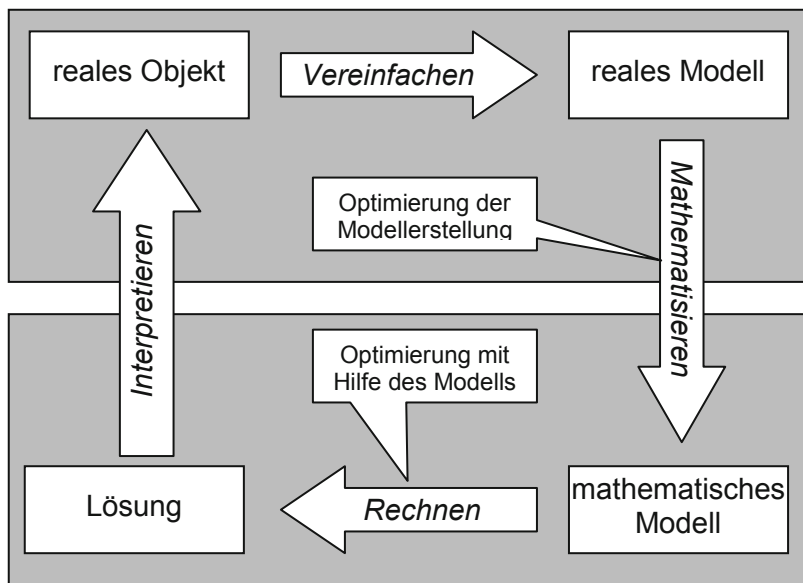 reales Objekt
Vereinfachen
reales Modell
Mathematisieren
Optimierung der
Modellerstellung
Interpretieren
Optimierung mit
Hilfe des Modells
Lösung
Rechnen
mathematisches
Modell